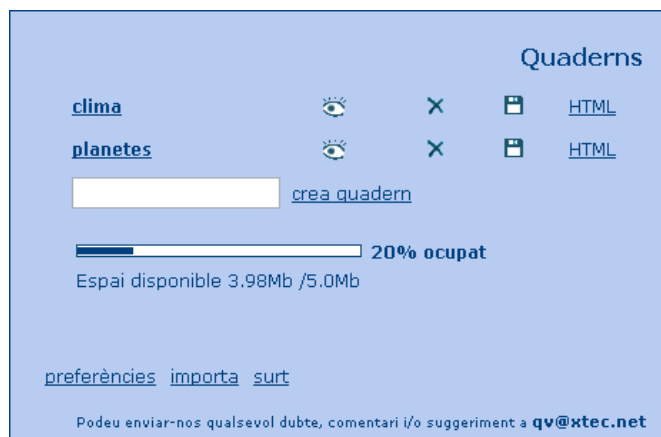 Quaderns
clima HTML
planetes HTML
crea quadern
20% ocupat
Espai disponible 3.98Mb /5.0Mb
preferències importa surt
Podeu enviar-nos qualsevol dubte, comentari i/o suggeriment a qv@xtec.net